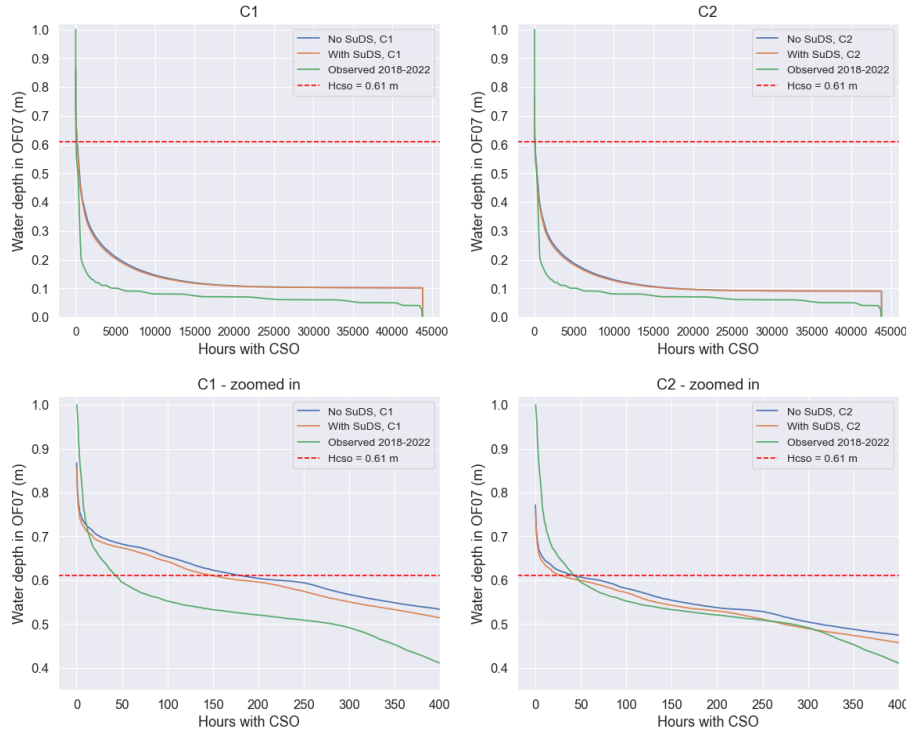 C1
Water depth in OF07 (m)
1.0
0.9
0.8
0.7
0.6
0.5
0.4
0.3
0.2
0.1
0.0
No SuDS, C1
With SuDS, C1
Observed 2018-2022
Hcso = 0.61 m
0 5000 10000 15000 20000 25000 30000 35000 40000 45000
Hours with CSO
C2
Water depth in OF07 (m)
1.0
0.9
0.8
0.7
0.6
0.5
0.4
0.3
0.2
0.1
0.0
No SuDS, C2
With SuDS, C2
Observed 2018-2022
Hcso = 0.61 m
0 5000 10000 15000 20000 25000 30000 35000 40000 45000
Hours with CSO
C1 - zoomed in
Water depth in OF07 (m)
1.0
0.9
0.8
0.7
0.6
0.5
0.4
No SuDS, C1
With SuDS, C1
Observed 2018-2022
Hcso = 0.61 m
0 50 100 150 200 250 300 350 400
Hours with CSO
C2 - zoomed in
Water depth in OF07 (m)
1.0
0.9
0.8
0.7
0.6
0.5
0.4
No SuDS, C2
With SuDS, C2
Observed 2018-2022
Hcso = 0.61 m
0 50 100 150 200 250 300 350 400
Hours with CSO